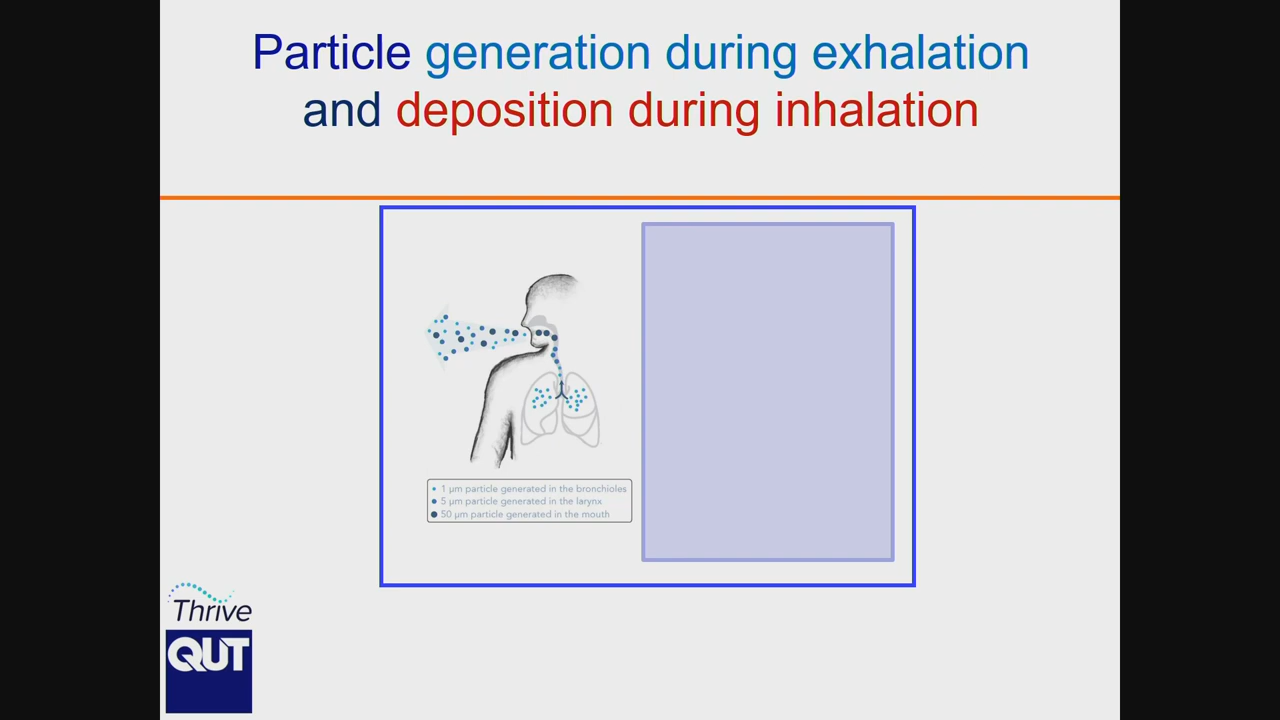 Particle generation during exhalation
and deposition during inhalation
1 µm particle generated in the bronchioles
5 µm particle generated in the larynx
50 µm particle generated in the mouth
Thrive
QUT